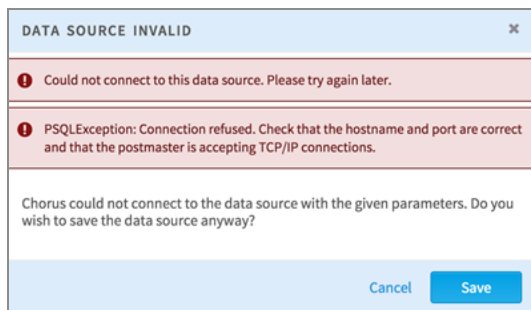 DATA SOURCE INVALID
Could not connect to this data source. Please try again later.
PSQLException: Connection refused. Check that the hostname and port are correct
and that the postmaster is accepting TCP/IP connections.
Chorus could not connect to the data source with the given parameters. Do you
wish to save the data source anyway?
Cancel Save